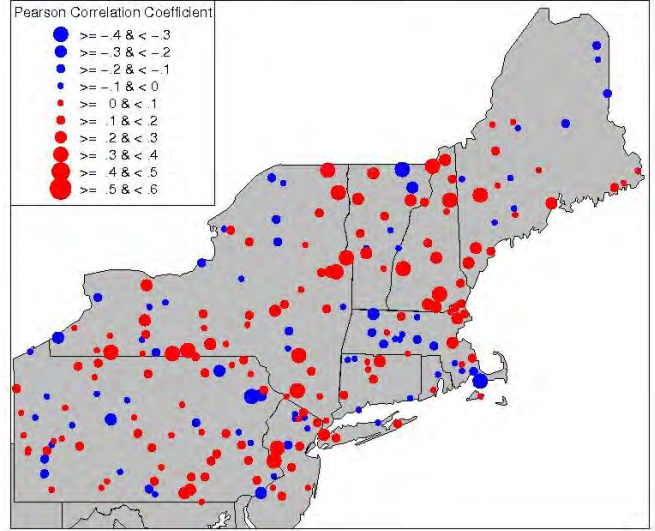 Pearson Correlation Coefficient
>= -.4 & < -.3
>= -.3 & < -.2
>= -.2 & < -.1
>= -.1 & < 0
>= 0 & < .1
>= .1 & < .2
>= .2 & < .3
>= .3 & < .4
>= .4 & < .5
>= .5 & < .6